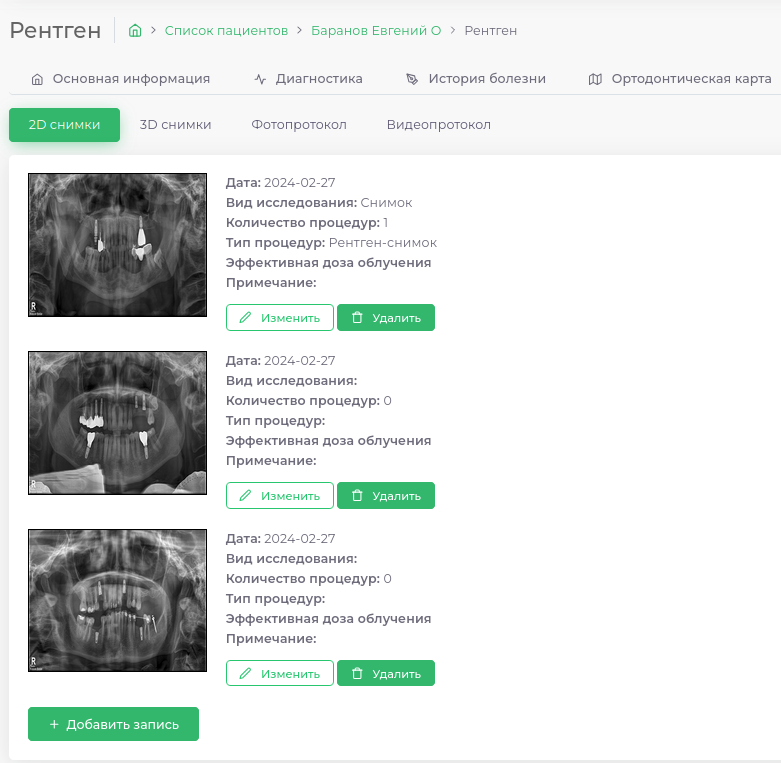 Рентген Список пациентов Баранов Евгений О Рентген
Основная информация Диагностика История болезни Ортодонтическая карта
2D снимки 3D снимки Фотопротокол Видеопротокол
Дата: 2024-02-27
Вид исследования: Снимок
Количество процедур: 1
Тип процедур: Рентген-снимок
Эффективная доза облучения
Примечание:
R
Изменить Удалить
Дата: 2024-02-27
Вид исследования:
Количество процедур: 0
Тип процедур:
Эффективная доза облучения
Примечание:
R
Изменить Удалить
Дата: 2024-02-27
Вид исследования:
Количество процедур: 0
Тип процедур:
Эффективная доза облучения
Примечание:
R
Изменить Удалить
+ Добавить запись